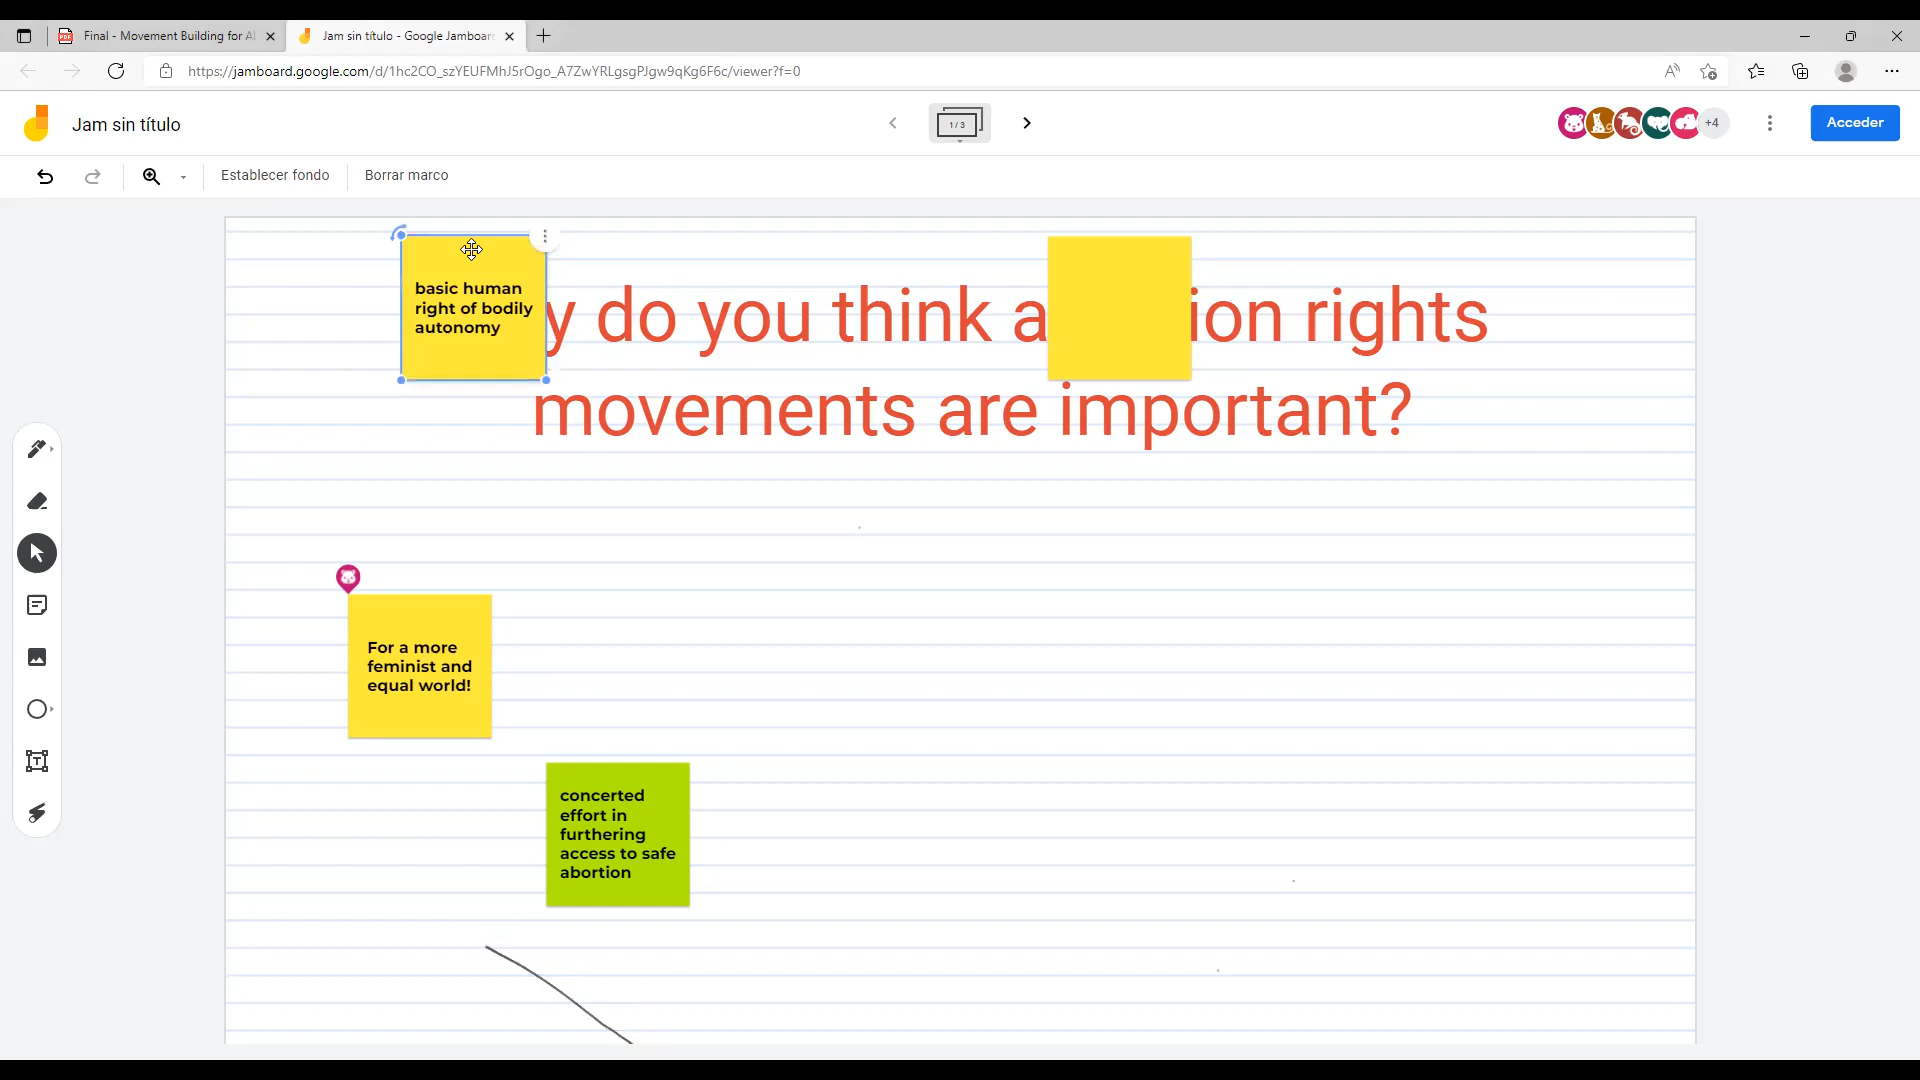 Final - Movement Building for Al
Jam sin título - Google Jamboar
https://jamboard.google.com/d/1hc2CO_szYEUFMhJ5rOgo_A7ZwYRLgsgPJgw9qKg6F6c/viewer?f=0
Jam sin título
1 / 3
+4
Acceder
Establecer fondo
Borrar marco
basic human
right of bodily
autonomy
y do you think a ion rights
movements are important?
For a more
feminist and
equal world!
concerted
effort in
furthering
access to safe
abortion